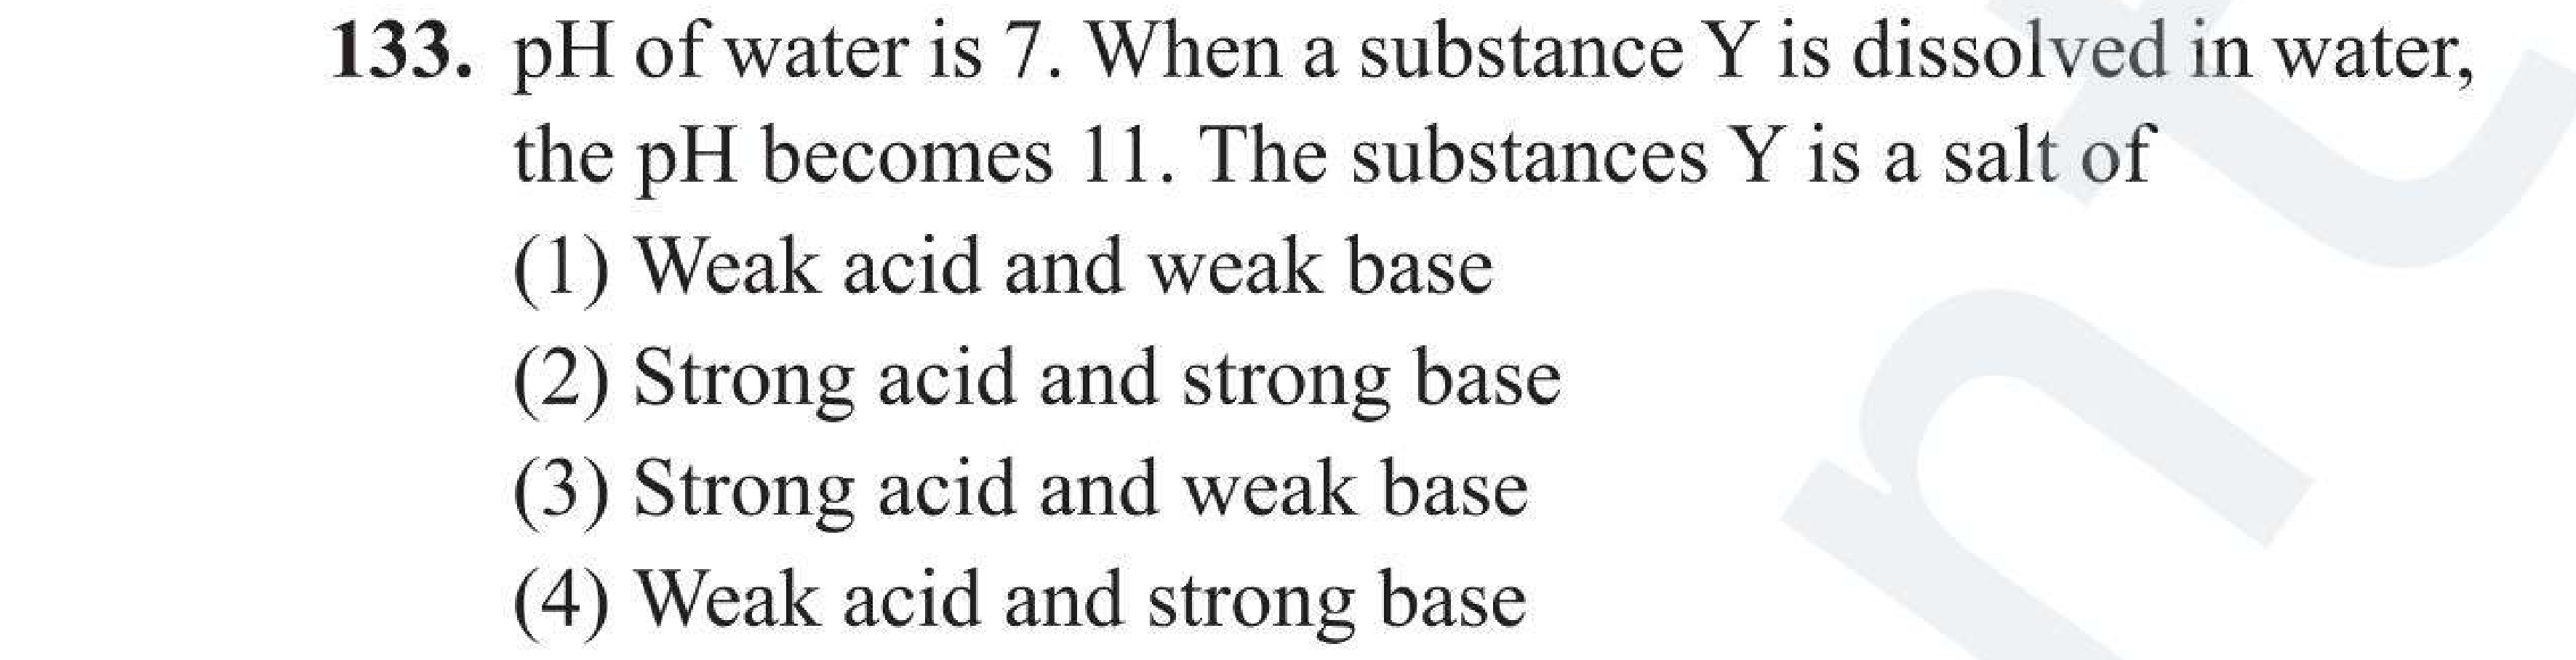 133. pH of water is 7. When a substance Y is dissolved in water,
the pH becomes 11. The substances Y is a salt of
(1) Weak acid and weak base
(2) Strong acid and strong base
(3) Strong acid and weak base
(4) Weak acid and strong base